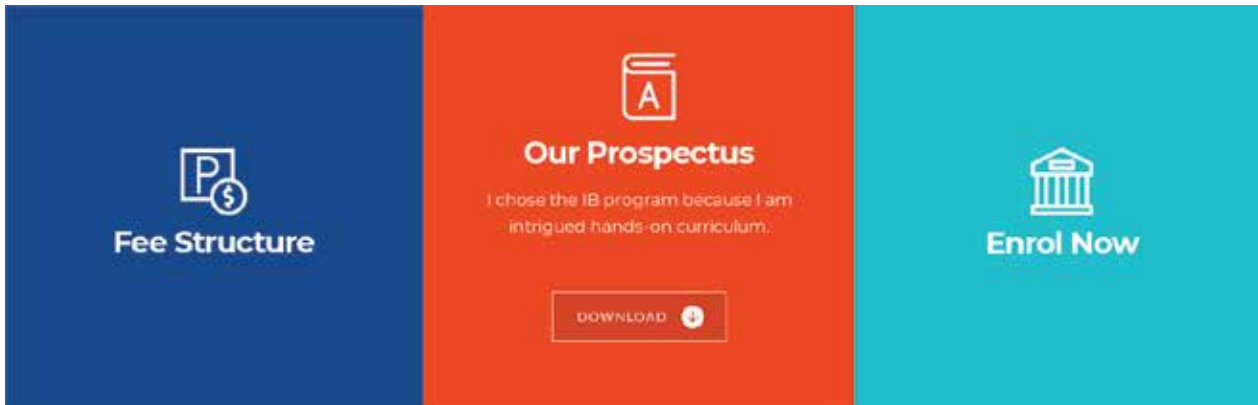 P
$
Fee Structure
A
Our Prospectus
I chose the IB program because I am
intrigued hands-on curriculum.
DOWNLOAD
Enrol Now